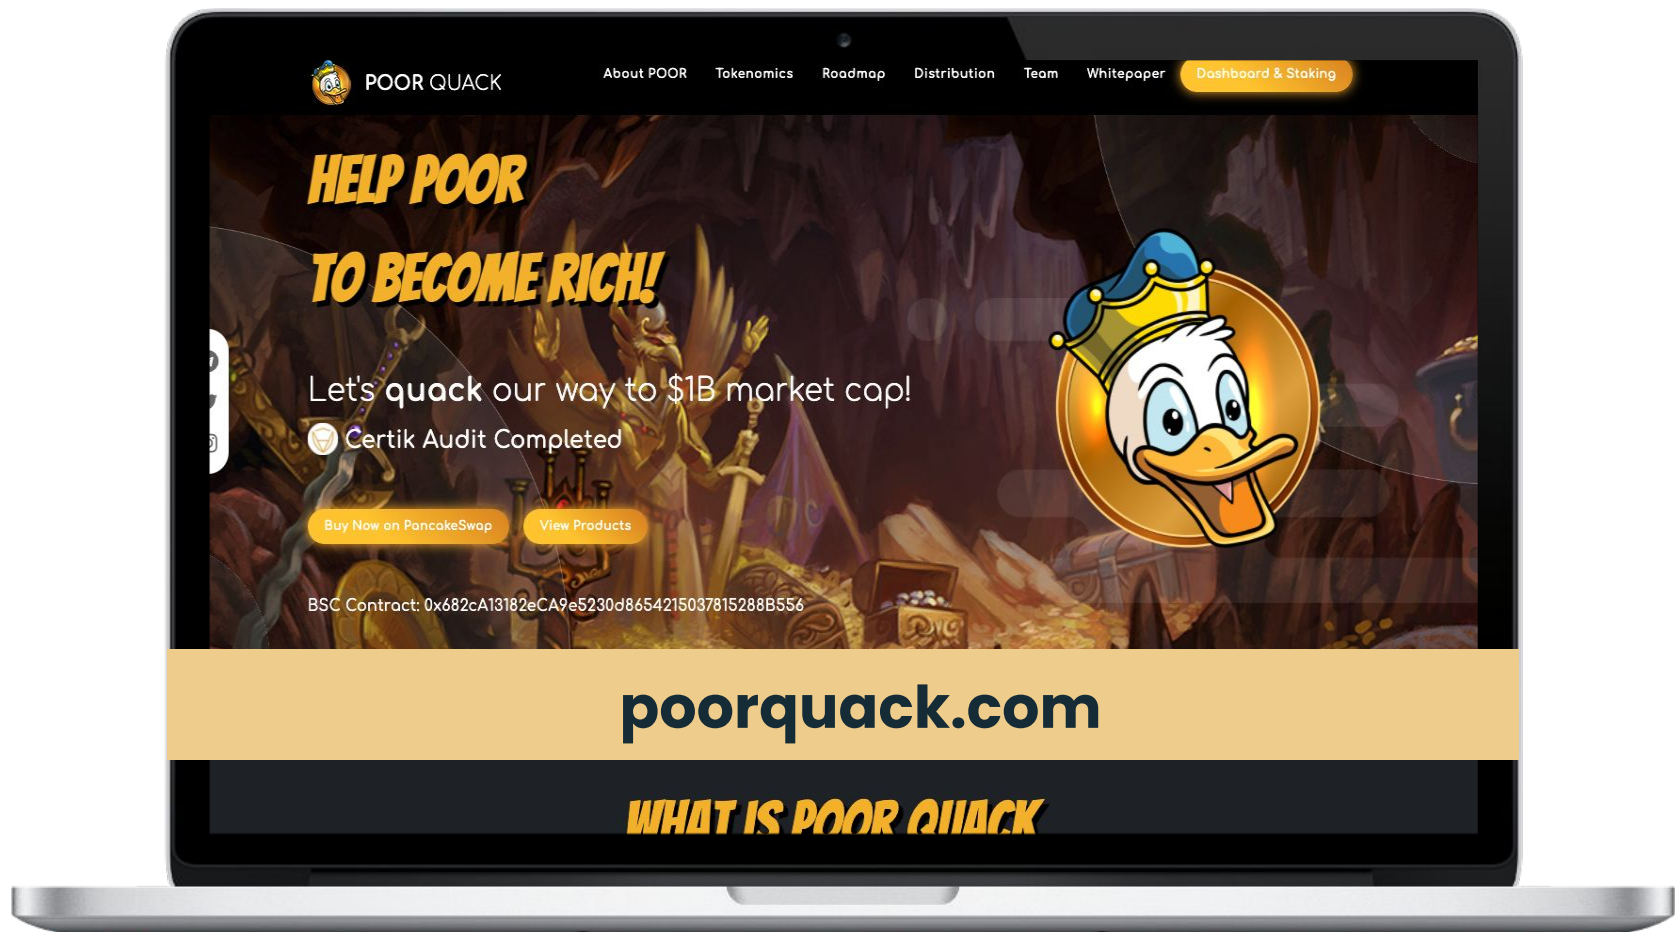 POOR QUACK
About POOR Tokenomics Roadmap Distribution Team Whitepaper Dashboard & Staking
HELP POOR
TO BECOME RICH!
Let's quack our way to $1B market cap!
Certik Audit Completed
Buy Now on PancakeSwap View Products
BSC Contract: 0x682cA13182eCA9e5230d8654215037815288B556
poorquack.com
WHAT IS POOR QUACK